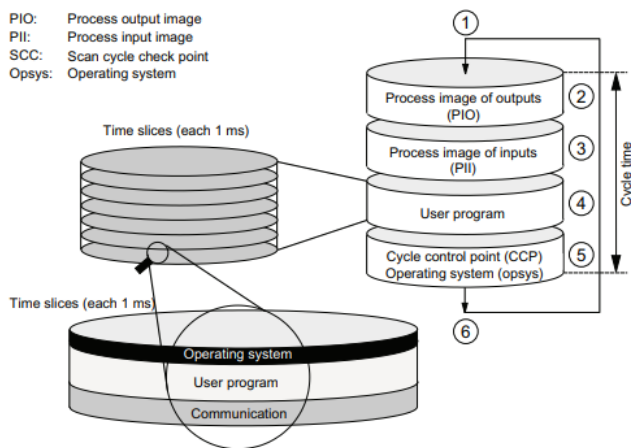 PIO: Process output image
PII: Process input image
SCC: Scan cycle check point
Opsys: Operating system
1
Process image of outputs
(PIO)
2
Time slices (each 1 ms)
Process image of inputs
(PII)
3
User program
4
Cycle control point (CCP)
Operating system (opsys)
5
Cycle time
6
Time slices (each 1 ms)
Operating system
User program
Communication